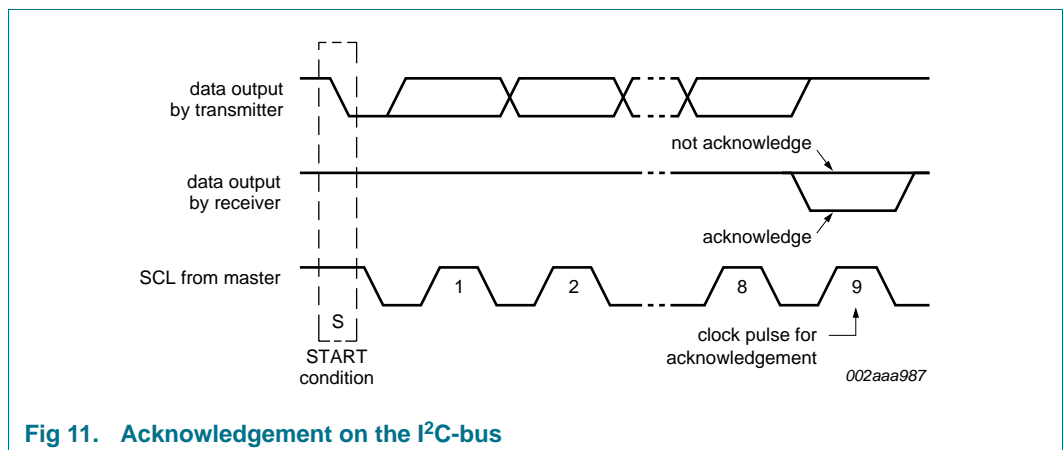 data output
by transmitter
not acknowledge
data output
by receiver
acknowledge
SCL from master
1
2
8
9
S
START
condition
clock pulse for
acknowledgement
002aaa987
Fig 11. Acknowledgement on the I²C-bus